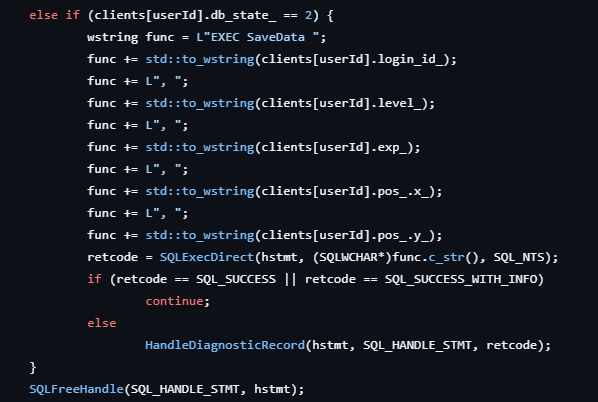 else if (clients[userId].db_state_ == 2) {
wstring func = L"EXEC SaveData ";
func += std::to_wstring(clients[userId].login_id_);
func += L", ";
func += std::to_wstring(clients[userId].level_);
func += L", ";
func += std::to_wstring(clients[userId].exp_);
func += L", ";
func += std::to_wstring(clients[userId].pos_.x_);
func += L", ";
func += std::to_wstring(clients[userId].pos_.y_);
retcode = SQLExecDirect(hstmt, (SQLWCHAR*)func.c_str(), SQL_NTS);
if (retcode == SQL_SUCCESS || retcode == SQL_SUCCESS_WITH_INFO)
continue;
else
HandleDiagnosticRecord(hstmt, SQL_HANDLE_STMT, retcode);
}
SQLFreeHandle(SQL_HANDLE_STMT, hstmt);